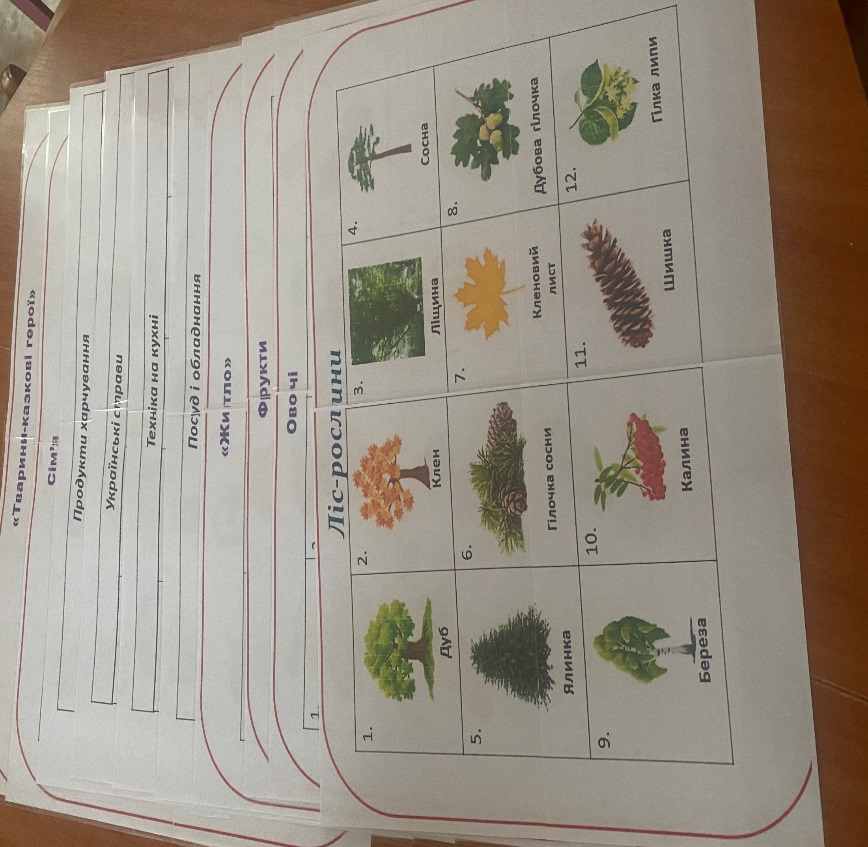 «Тварини-казкові герої»
Сім'я
Продукти харчування
Українські страви
Техніка на кухні
Посуд і обладнання
«Житло»
Фрукти
Овочі
1.
2
Ліс-рослини
1.
Дуб
2.
Клен
3.
Ліщина
4.
Сосна
5.
Ялинка
6.
Гілочка сосни
7.
Кленовий
лист
8.
Дубова гілочка
9.
Береза
10.
Калина
11.
Шишка
12.
Гілка липи